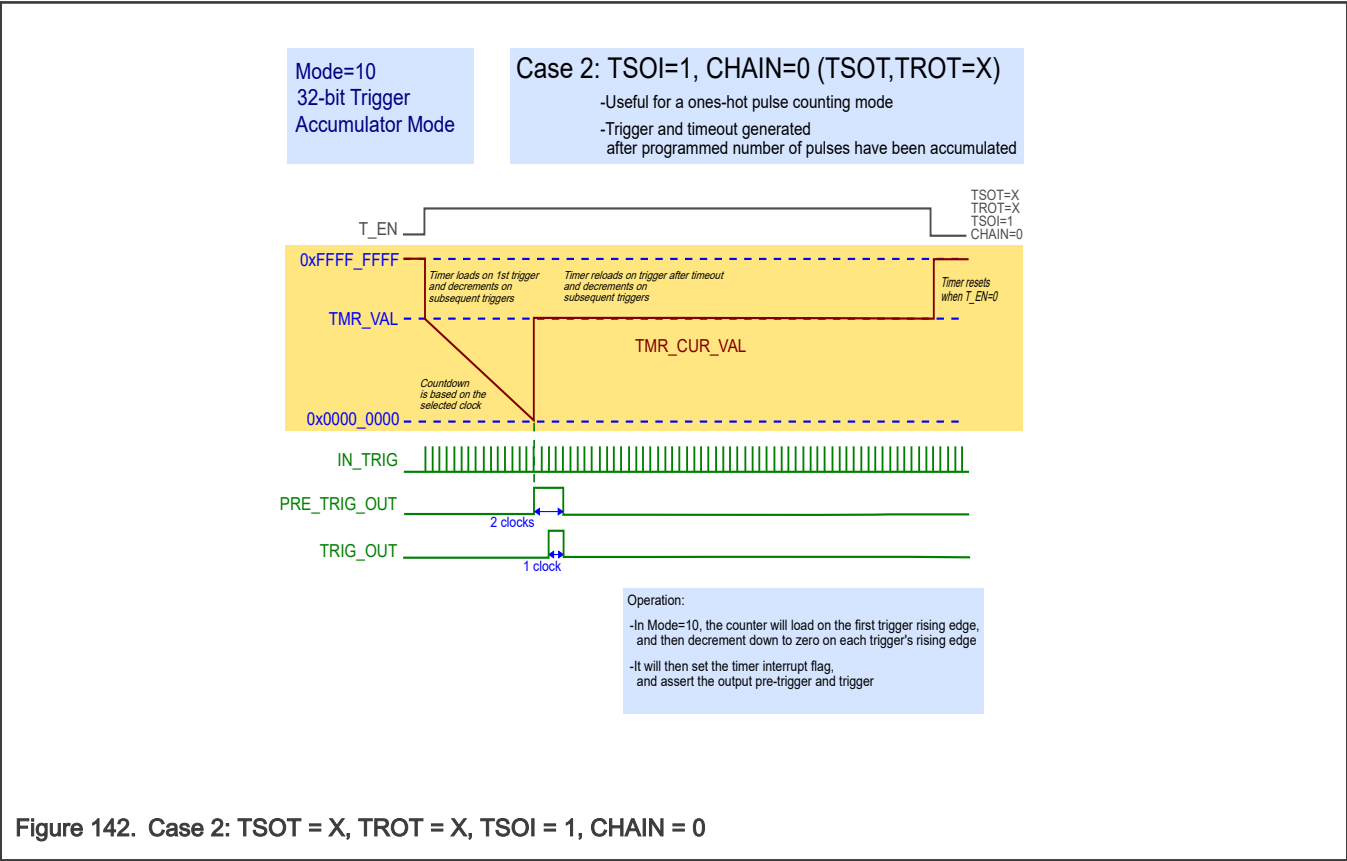 Mode=10
32-bit Trigger
Accumulator Mode
Case 2: TSOI=1, CHAIN=0 (TSOT,TROT=X)
-Useful for a ones-hot pulse counting mode
-Trigger and timeout generated
after programmed number of pulses have been accumulated
TSOT=X
TROT=X
TSOI=1
CHAIN=0
T_EN
0xFFFF_FFFF
Timer loads on 1st trigger
and decrements on
subsequent triggers
Timer reloads on trigger after timeout
and decrements on
subsequent triggers
Timer resets
when T_EN=0
TMR_VAL
TMR_CUR_VAL
Countdown
is based on the
selected clock
0x0000_0000
IN_TRIG
PRE_TRIG_OUT
2 clocks
TRIG_OUT
1 clock
Operation:
-In Mode=10, the counter will load on the first trigger rising edge,
and then decrement down to zero on each trigger's rising edge
-It will then set the timer interrupt flag,
and assert the output pre-trigger and trigger
Figure 142. Case 2: TSOT = X, TROT = X, TSOI = 1, CHAIN = 0